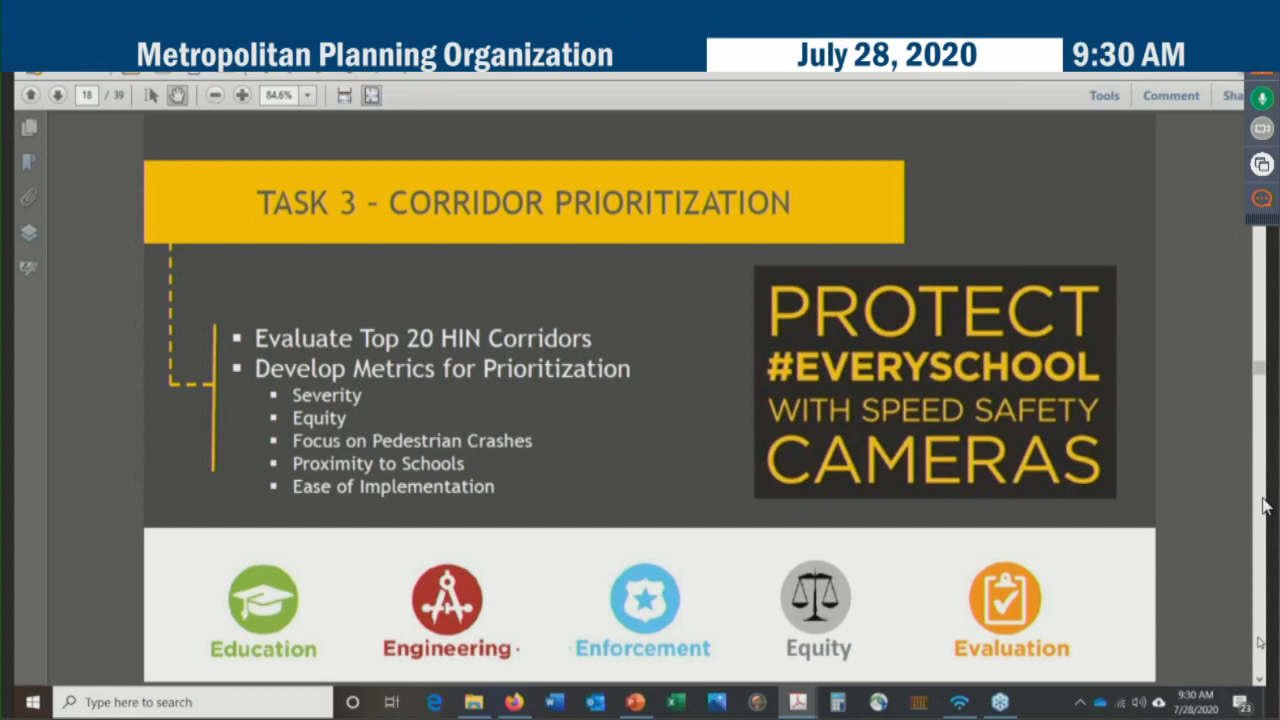 Metropolitan Planning Organization
July 28, 2020
9:30 AM
18 / 39
84.6%
Tools
Comment
Sha
TASK 3 - CORRIDOR PRIORITIZATION
Evaluate Top 20 HIN Corridors
Develop Metrics for Prioritization
Severity
Equity
Focus on Pedestrian Crashes
Proximity to Schools
Ease of Implementation
PROTECT
#EVERYSCHOOL
WITH SPEED SAFETY
CAMERAS
Education
Engineering
Enforcement
Equity
Evaluation
Type here to search
9:30 AM
7/28/2020
23